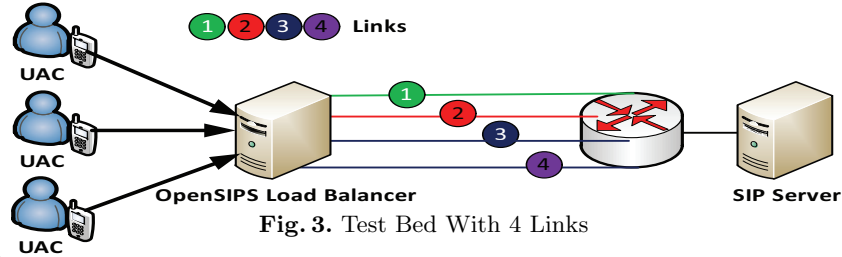 1 2 3 4 Links
UAC
1
2
UAC
3
4
OpenSIPS Load Balancer
SIP Server
Fig. 3. Test Bed With 4 Links
UAC